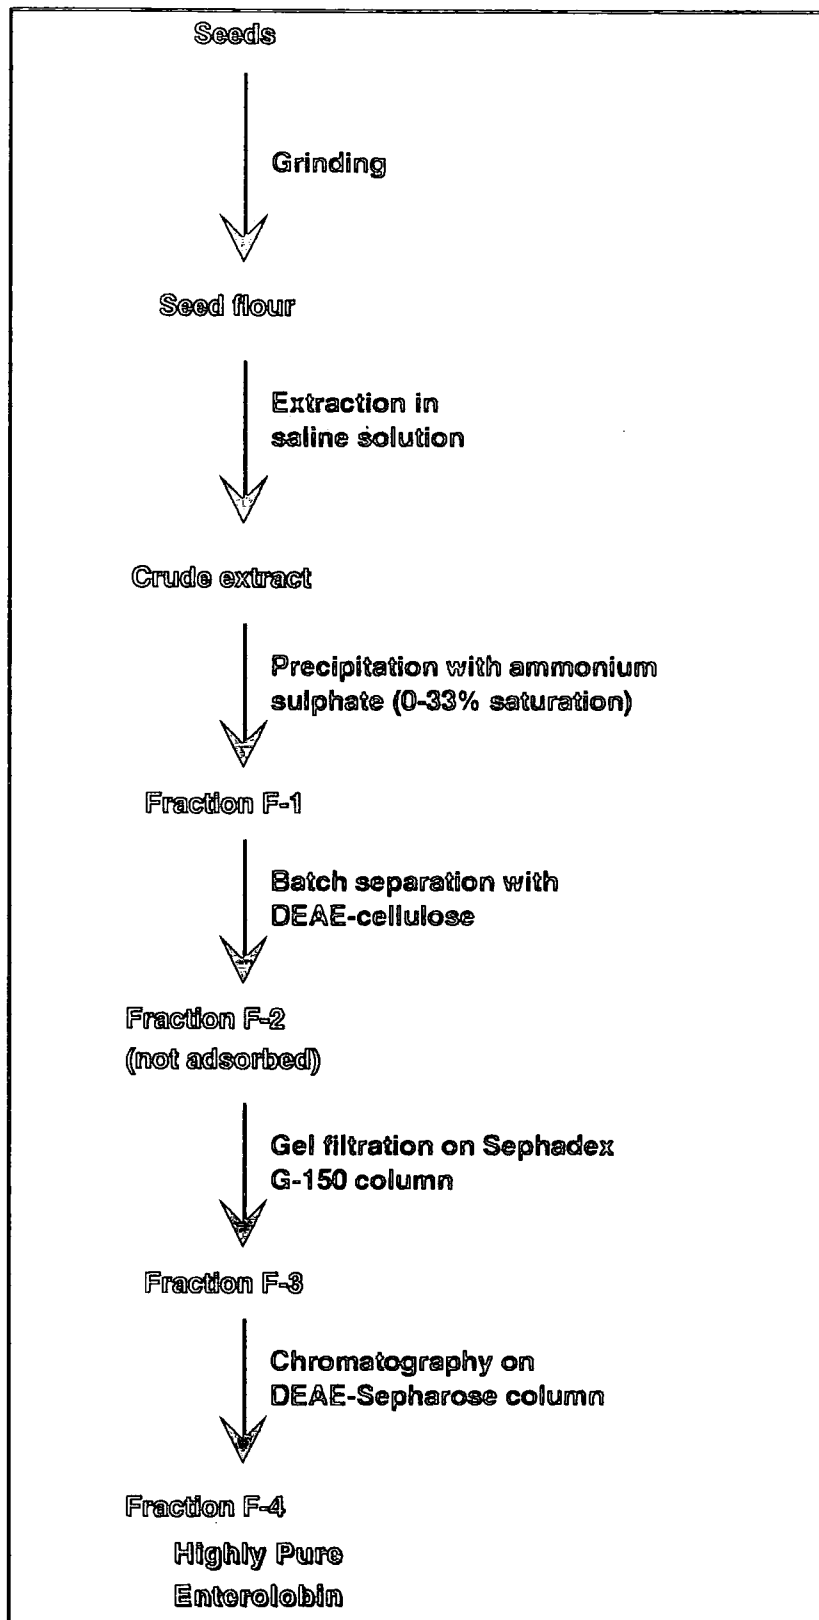 Seeds
Grinding
Seed flour
Extraction in
saline solution
Crude extract
Precipitation with ammonium
sulphate (0-33% saturation)
Fraction F-1
Batch separation with
DEAE-cellulose
Fraction F-2
(not adsorbed)
Gel filtration on Sephadex
G-150 column
Fraction F-3
Chromatography on
DEAE-Sepharose column
Fraction F-4
Highly Pure
Enterolobin